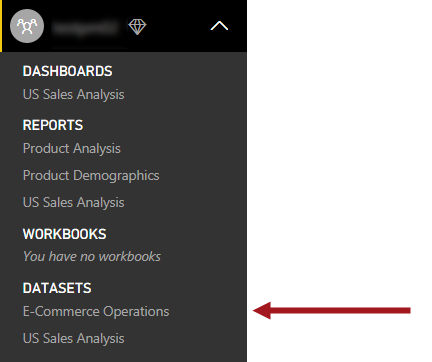 DASHBOARDS
US Sales Analysis
REPORTS
Product Analysis
Product Demographics
US Sales Analysis
WORKBOOKS
You have no workbooks
DATASETS
E-Commerce Operations
US Sales Analysis